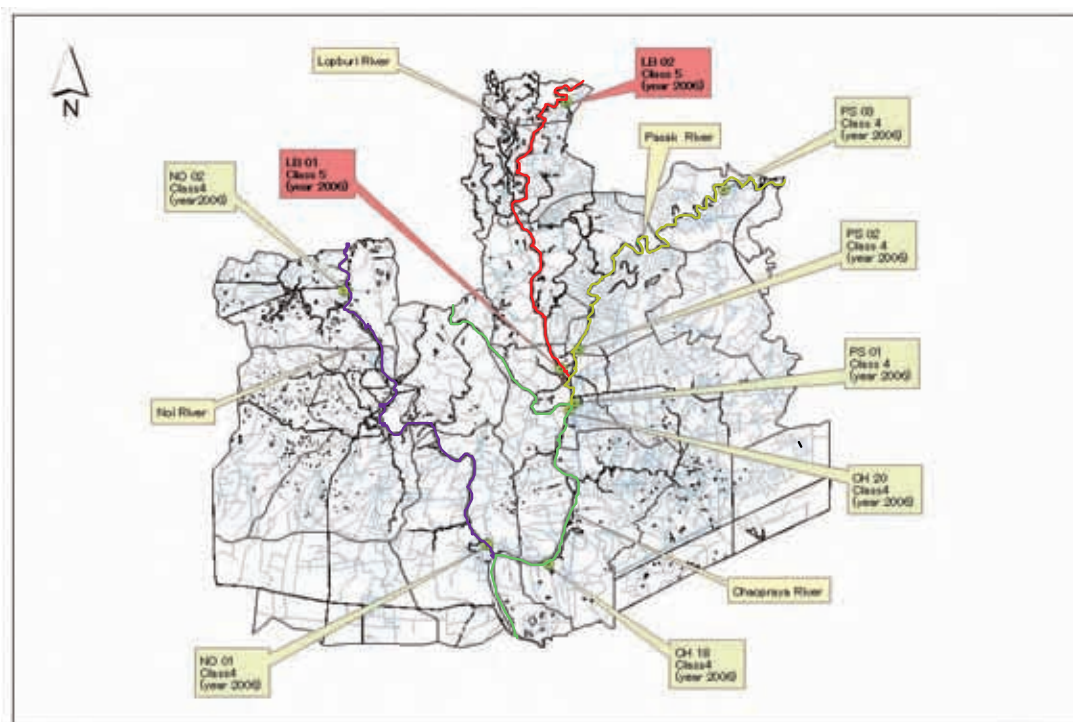 N
Lopburi River
LB 02
Class 5
(year 2006)
PS 03
Class 4
(year 2006)
Pasak River
LB 01
Class 5
(year 2006)
NO 02
Class4
(year2006)
PS 02
Class 4
(year 2006)
PS 01
Class 4
(year 2006)
Noi River
CH 20
Class4
(year 2006)
Chaopraya River
NO 01
Class4
(year 2006)
CH 18
Class4
(year 2006)